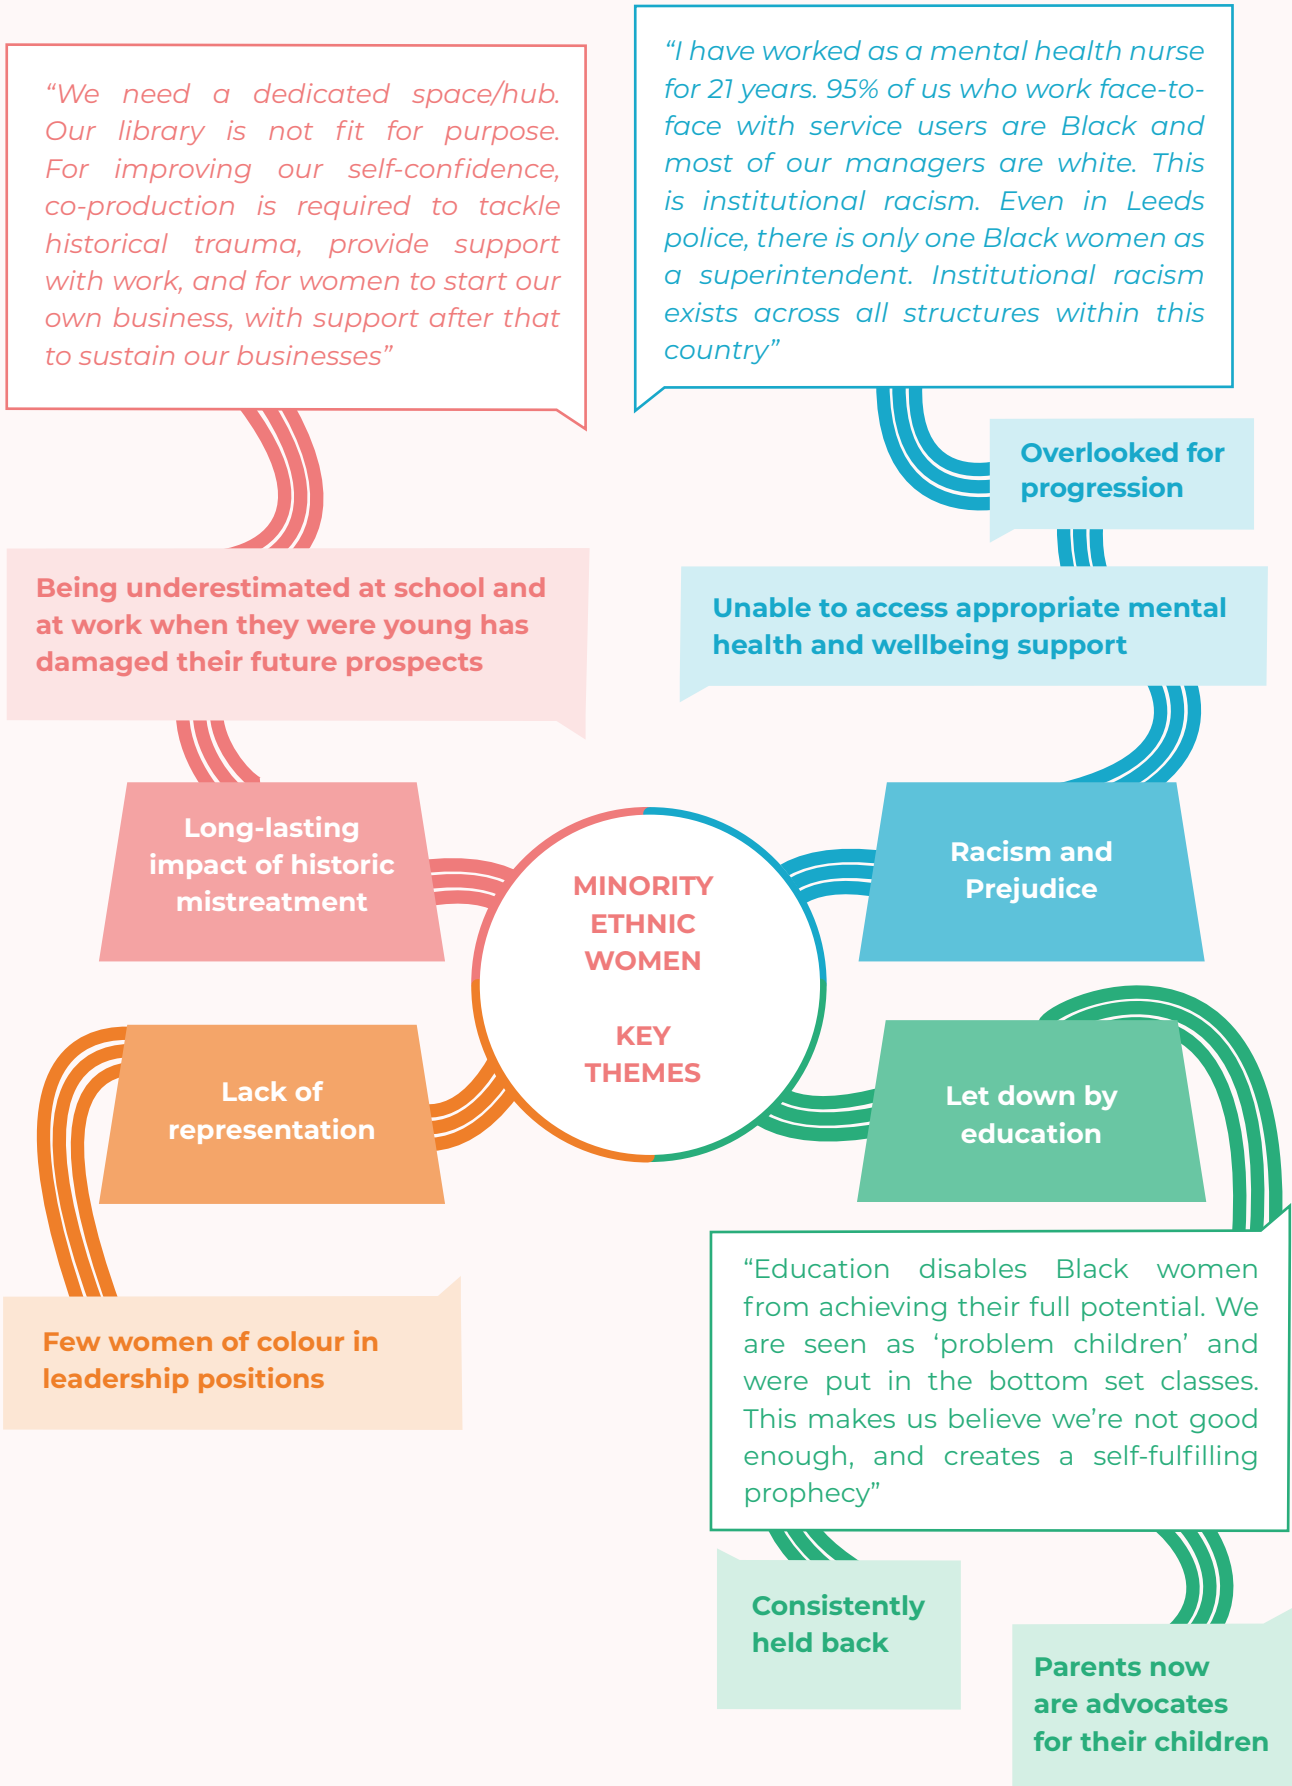 “We need a dedicated space/hub.
Our library is not fit for purpose.
For improving our self-confidence,
co-production is required to tackle
historical trauma, provide support
with work, and for women to start our
own business, with support after that
to sustain our businesses”
“I have worked as a mental health nurse
for 21 years. 95% of us who work face-to-
face with service users are Black and
most of our managers are white. This
is institutional racism. Even in Leeds
police, there is only one Black women as
a superintendent. Institutional racism
exists across all structures within this
country”
Overlooked for
progression
Being underestimated at school and
at work when they were young has
damaged their future prospects
Unable to access appropriate mental
health and wellbeing support
Long-lasting
impact of historic
mistreatment
MINORITY
ETHNIC
WOMEN
KEY
THEMES
Racism and
Prejudice
Lack of
representation
Let down by
education
Few women of colour in
leadership positions
“Education disables Black women
from achieving their full potential. We
are seen as ‘problem children’ and
were put in the bottom set classes.
This makes us believe we’re not good
enough, and creates a self-fulfilling
prophecy”
Consistently
held back
Parents now
are advocates
for their children